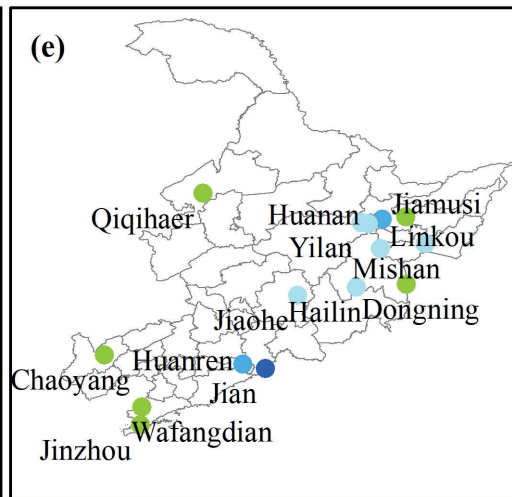 (e)
Qiqihaer
Huanan Jiamusi
Yilan Linkou
Mishan
Jiaohe Hailin Dongning
Chaoyang Huanren
Jian
Jinzhou Wafangdian